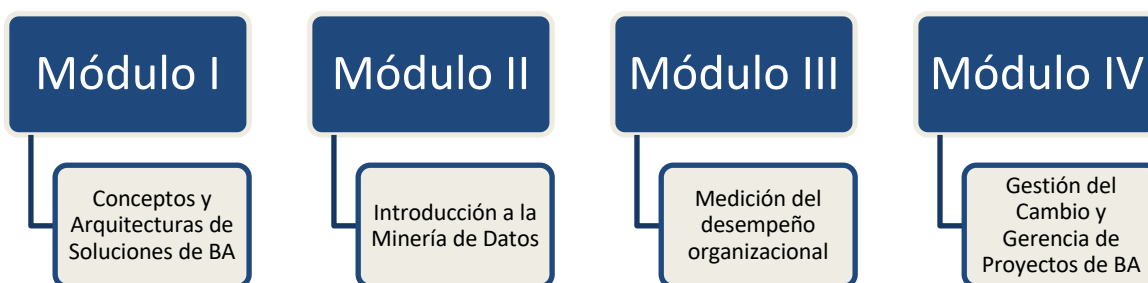 Módulo I
Conceptos y
Arquitecturas de
Soluciones de BA
Módulo II
Introducción a la
Minería de Datos
Módulo III
Medición del
desempeño
organizacional
Módulo IV
Gestión del
Cambio y
Gerencia de
Proyectos de BA